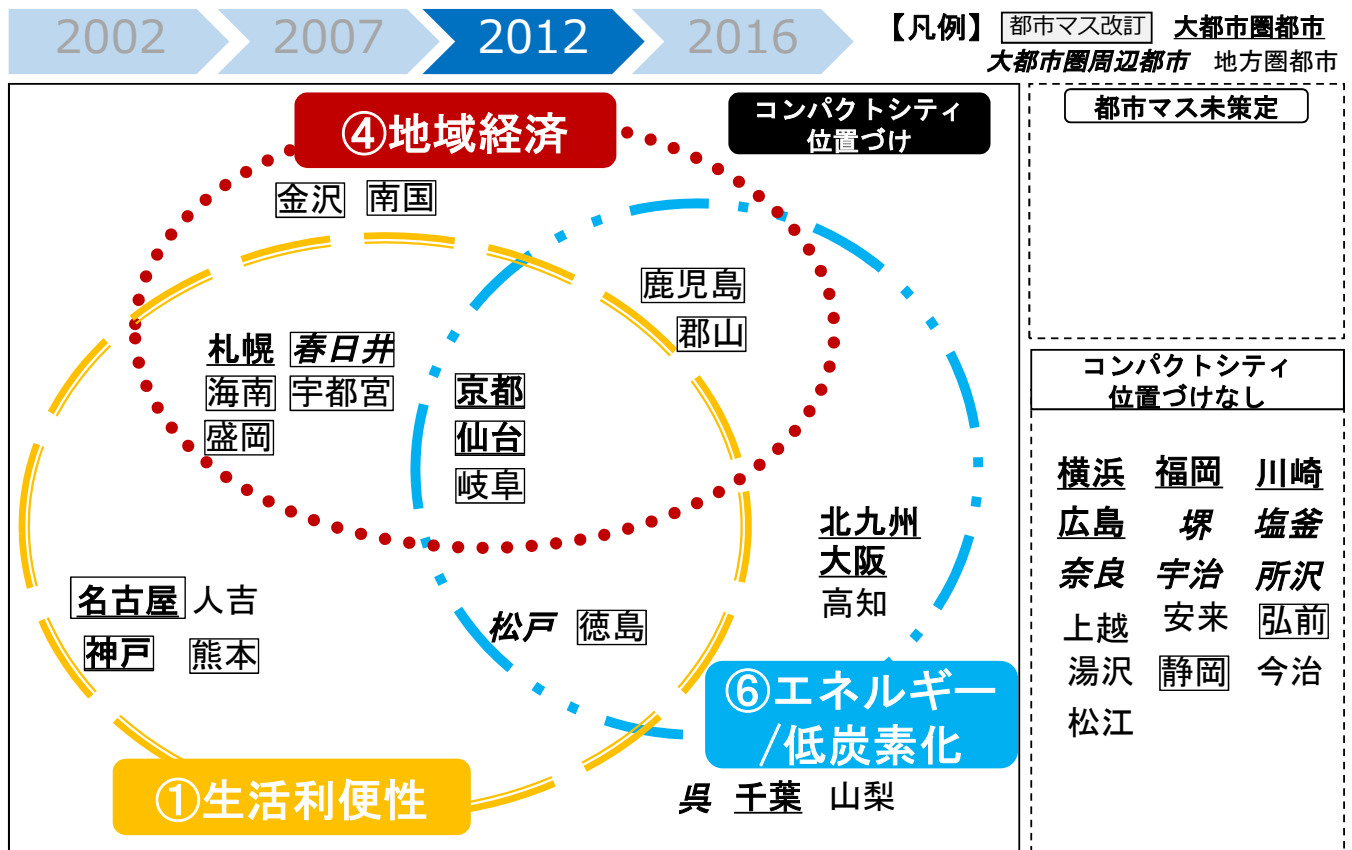 2002 2007 2012 2016
【凡例】 都市マス改訂 大都市圏都市
大都市圏周辺都市 地方圏都市
④地域経済
コンパクトシティ
位置づけ
金沢 南国
鹿児島
郡山
札幌 春日井
海南 宇都宮
盛岡
京都
仙台
岐阜
北九州
大阪
高知
名古屋 人吉
神戸 熊本
松戸 徳島
⑥エネルギー
/低炭素化
①生活利便性
呉 千葉 山梨
都市マス未策定
コンパクトシティ
位置づけなし
横浜 福岡 川崎
広島 堺 塩釜
奈良 宇治 所沢
上越 安来 弘前
湯沢 静岡 今治
松江